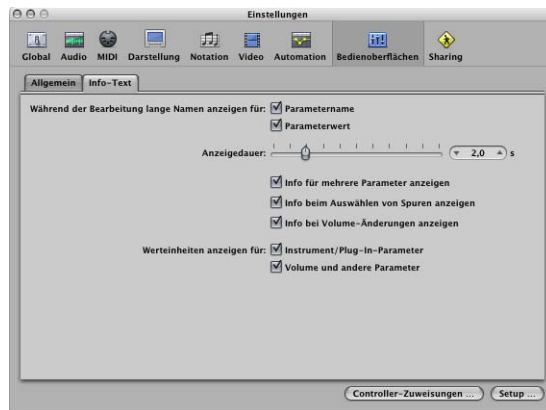 Einstellungen
Global Audio MIDI Darstellung Notation Video Automation Bedienoberflächen Sharing
Allgemein Info-Text
Während der Bearbeitung lange Namen anzeigen für: Parametername
Parameterwert
Anzeigedauer: 2,0 s
Info für mehrere Parameter anzeigen
Info beim Auswählen von Spuren anzeigen
Info bei Volume-Änderungen anzeigen
Werteinheiten anzeigen für: Instrument/Plug-In-Parameter
Volume und andere Parameter
Controller-Zuweisungen ... Setup ...